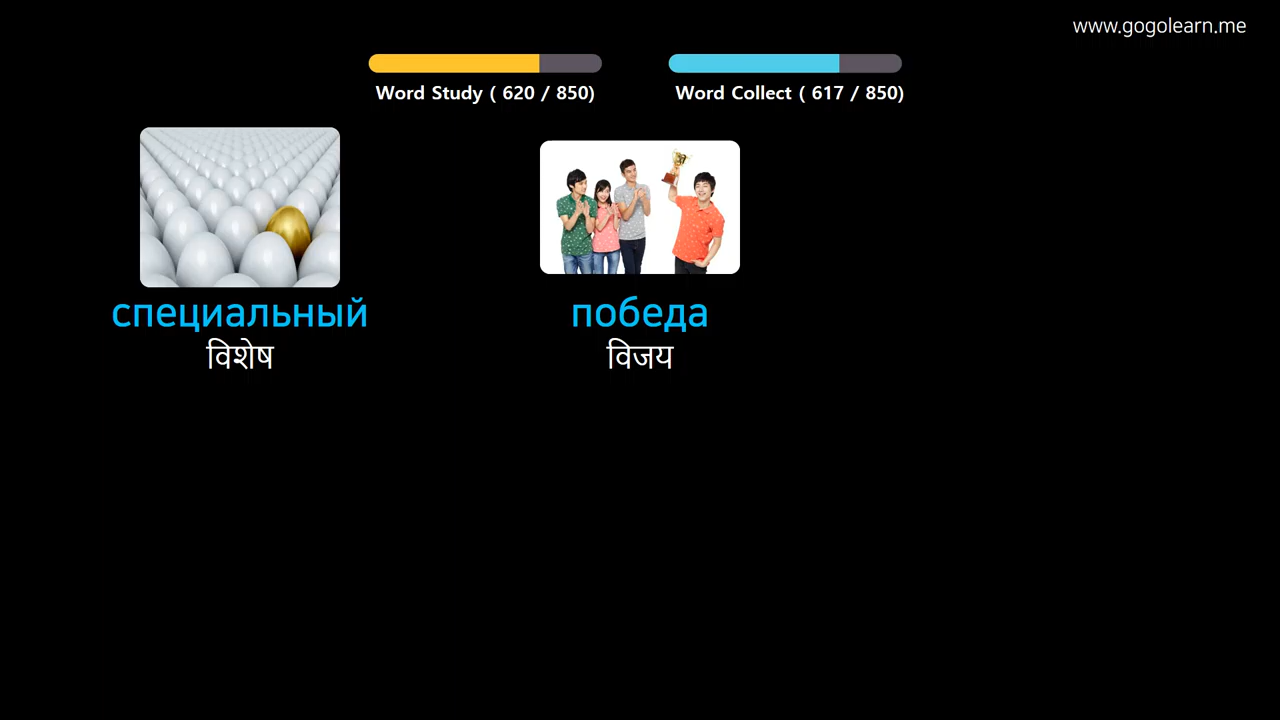 www.gogolearn.me
Word Study ( 620 / 850)
Word Collect ( 617 / 850)
специальный
विशेष
победа
विजय